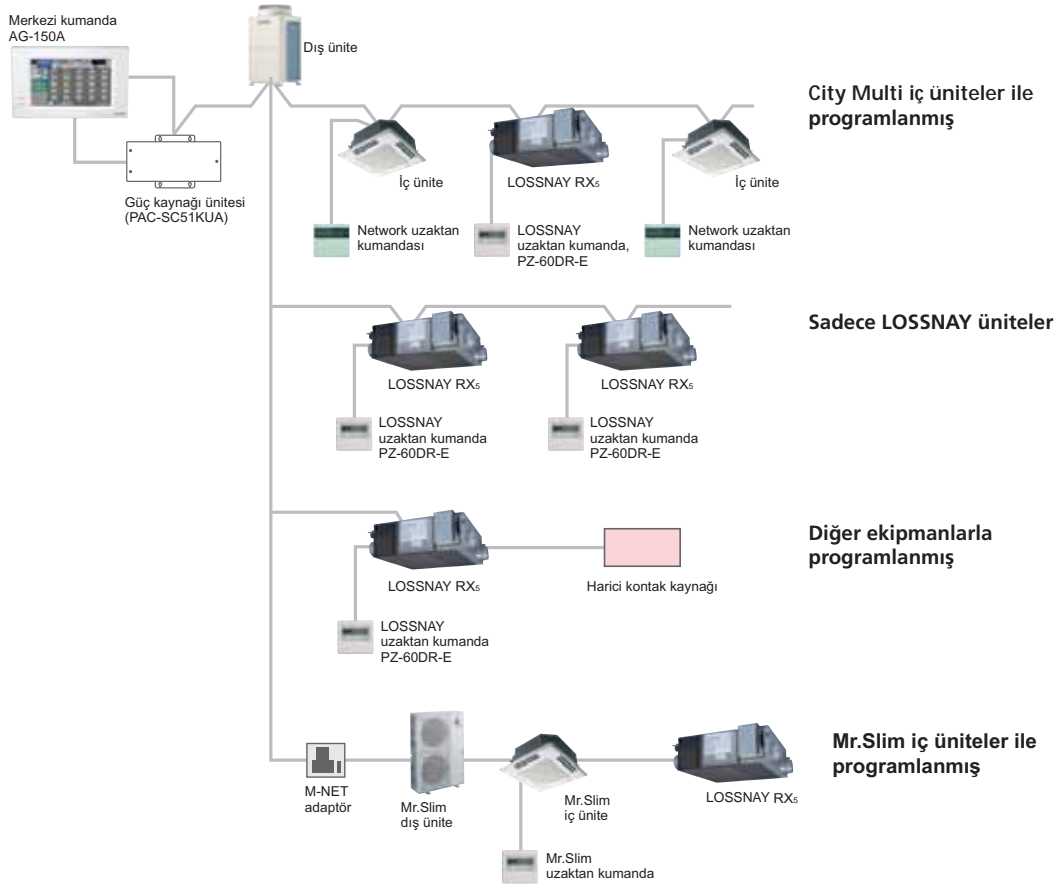 Merkezi kumanda
AG-150A
Dış ünite
Güç kaynağı ünitesi
(PAC-SC51KUA)
City Multi iç üniteler ile
programlanmış
İç ünite
LOSSNAY RX5
İç ünite
Network uzaktan
kumandası
LOSSNAY
uzaktan kumanda,
PZ-60DR-E
Network uzaktan
kumandası
Sadece LOSSNAY üniteler
LOSSNAY RX5
LOSSNAY RX5
LOSSNAY
uzaktan kumanda
PZ-60DR-E
LOSSNAY
uzaktan kumanda
PZ-60DR-E
Diğer ekipmanlarla
programlanmış
LOSSNAY RX5
Harici kontak kaynağı
LOSSNAY
uzaktan kumanda
PZ-60DR-E
Mr.Slim iç üniteler ile
programlanmış
M-NET
adaptör
Mr.Slim
dış ünite
Mr.Slim
iç ünite
LOSSNAY RX5
Mr.Slim
uzaktan kumanda